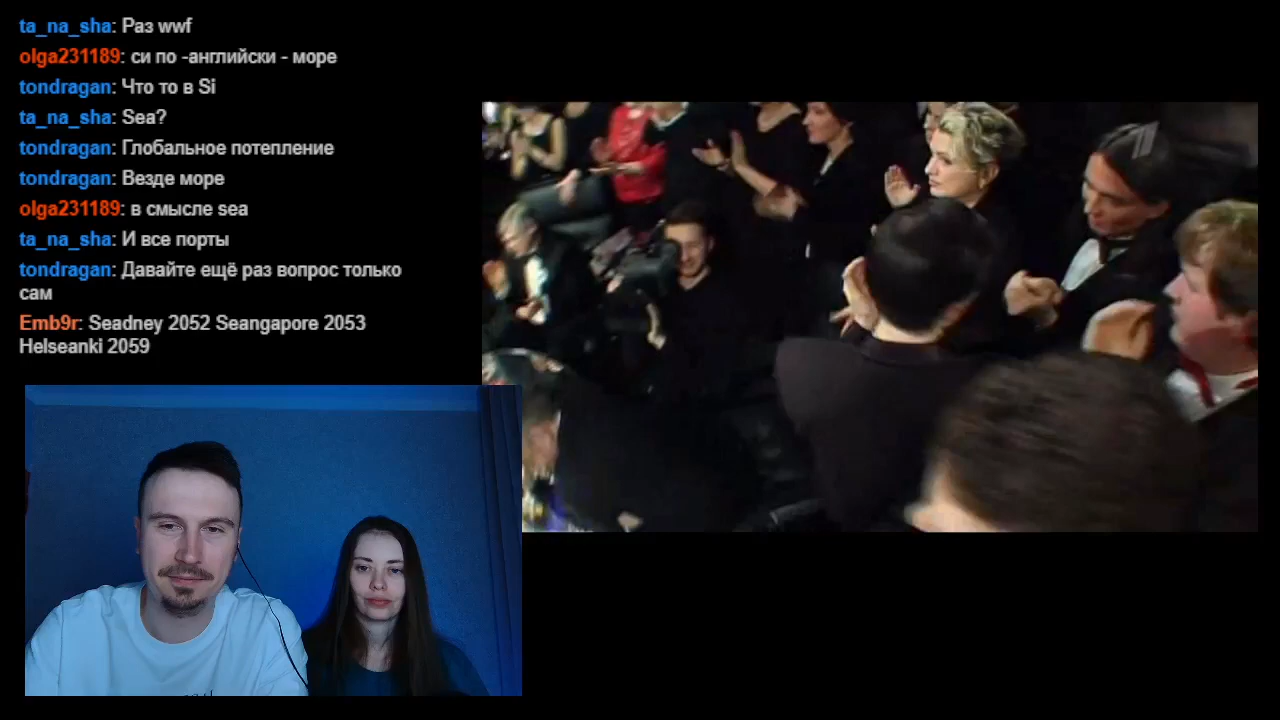 ta_na_sha: Раз wwf
olga231189: си по -английски - море
tondragan: Что то в Si
ta_na_sha: Sea?
tondragan: Глобальное потепление
tondragan: Везде море
olga231189: в смысле sea
ta_na_sha: И все порты
tondragan: Давайте ещё раз вопрос только
сам
Emb9r: Seadney 2052 Seangapore 2053
Helseanki 2059